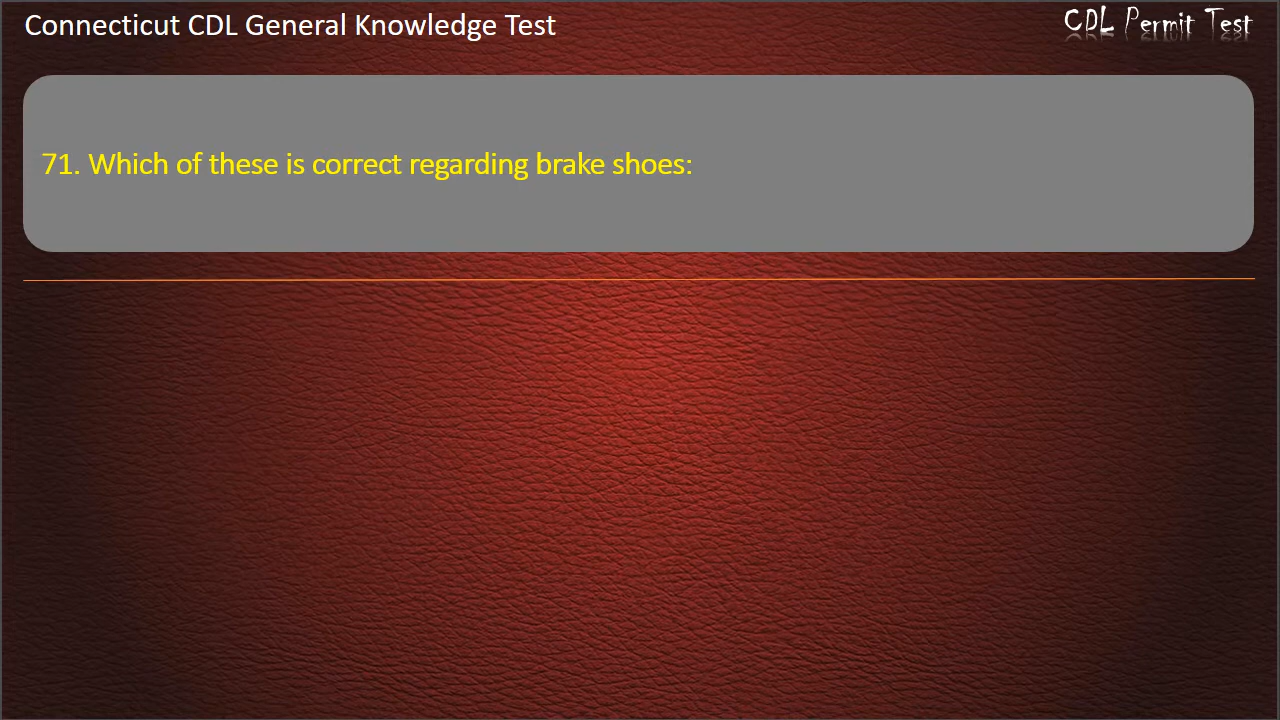 Connecticut CDL General Knowledge Test
CDL Permit Test
71. Which of these is correct regarding brake shoes: